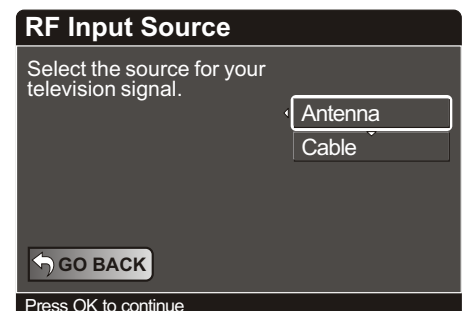 RF Input Source
Select the source for your
television signal.
Antenna
Cable
GO BACK
Press OK to continue